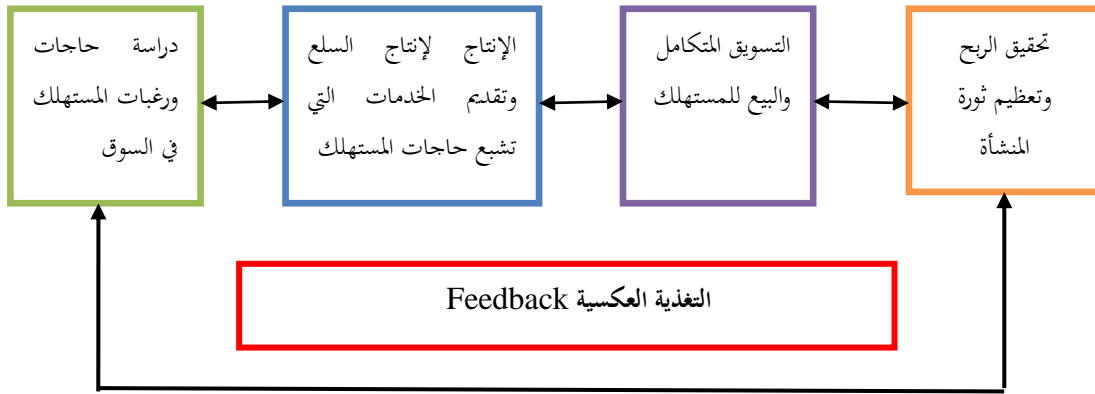 دراسة حاجات
ورغبات المستهلك
في السوق
الإنتاج لإنتاج السلع
وتقديم الخدمات التي
تشبع حاجات المستهلك
التسويق المتكامل
والبيع للمستهلك
تحقيق الربح
وتعظيم ثورة
المنشأة
التغذية العكسية Feedback